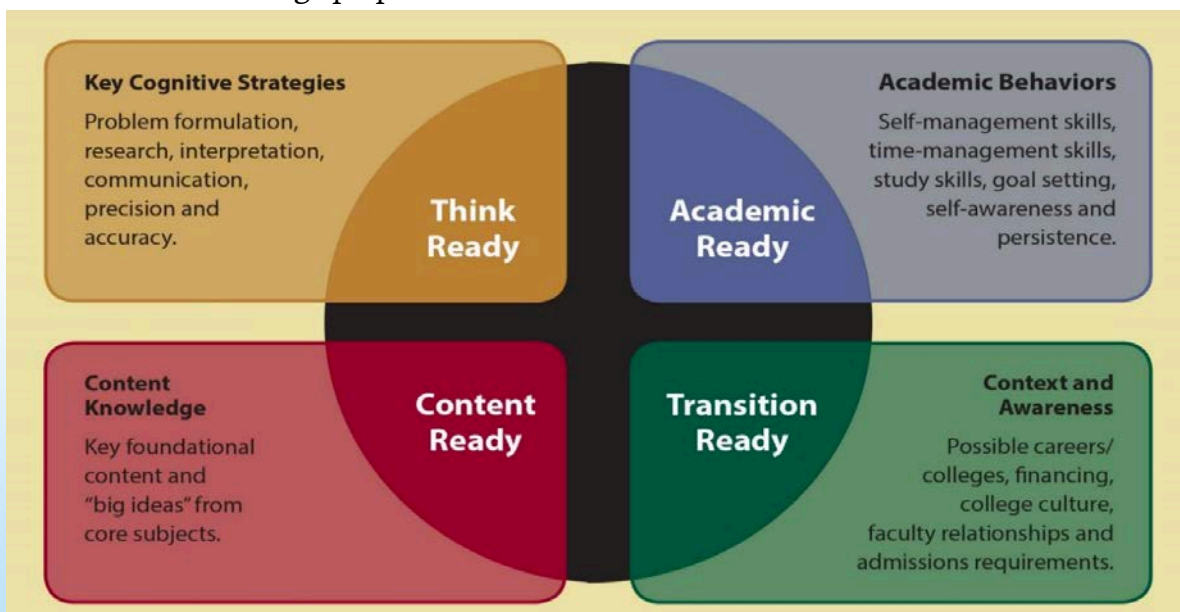 Key Cognitive Strategies
Problem formulation,
research, interpretation,
communication,
precision and
accuracy.
Think
Ready
Academic Behaviors
Self-management skills,
time-management skills,
study skills, goal setting,
self-awareness and
persistence.
Academic
Ready
Content
Knowledge
Key foundational
content and
"big ideas" from
core subjects.
Content
Ready
Context and
Awareness
Possible careers/
colleges, financing,
college culture,
faculty relationships and
admissions requirements.
Transition
Ready